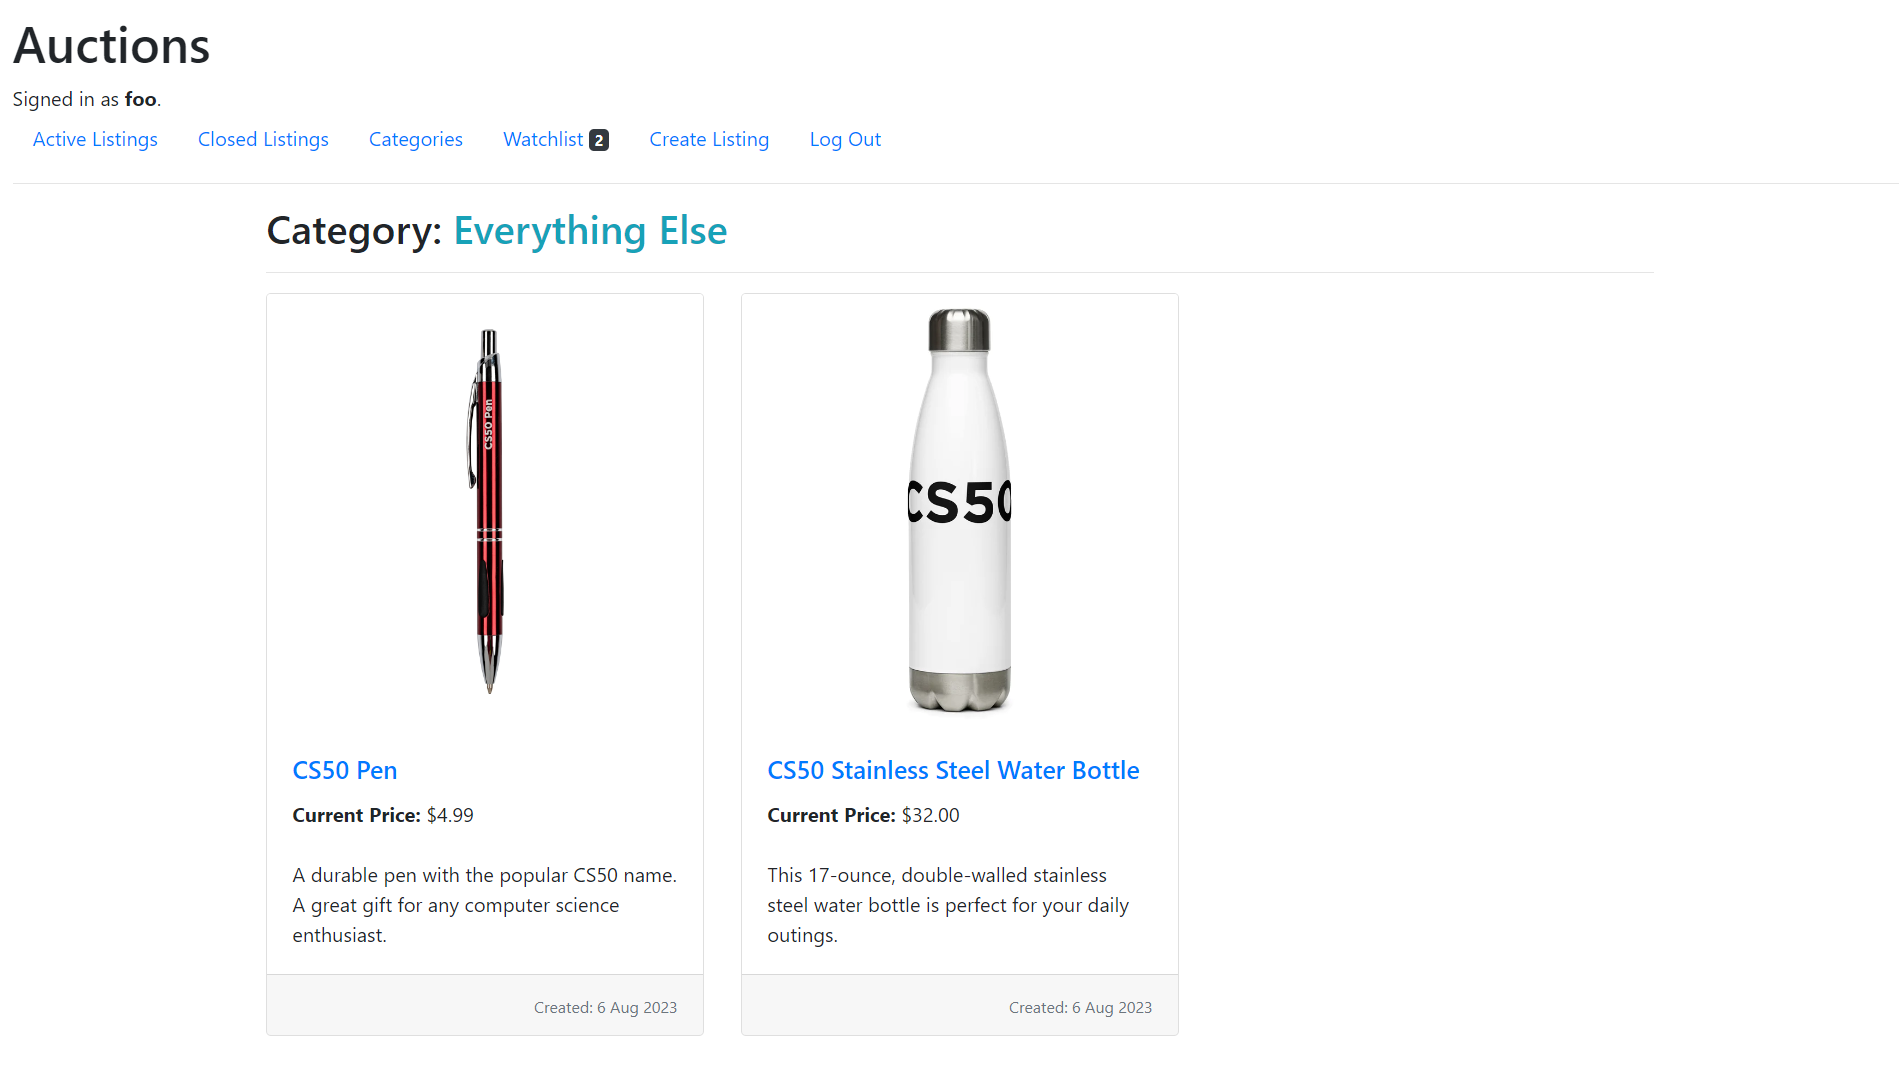 Auctions
Signed in as foo.
Active Listings Closed Listings Categories Watchlist 2 Create Listing Log Out
Category: Everything Else
CS50 Pen
CS50
CS50 Pen
Current Price: $4.99
A durable pen with the popular CS50 name.
A great gift for any computer science
enthusiast.
Created: 6 Aug 2023
CS50 Stainless Steel Water Bottle
Current Price: $32.00
This 17-ounce, double-walled stainless
steel water bottle is perfect for your daily
outings.
Created: 6 Aug 2023